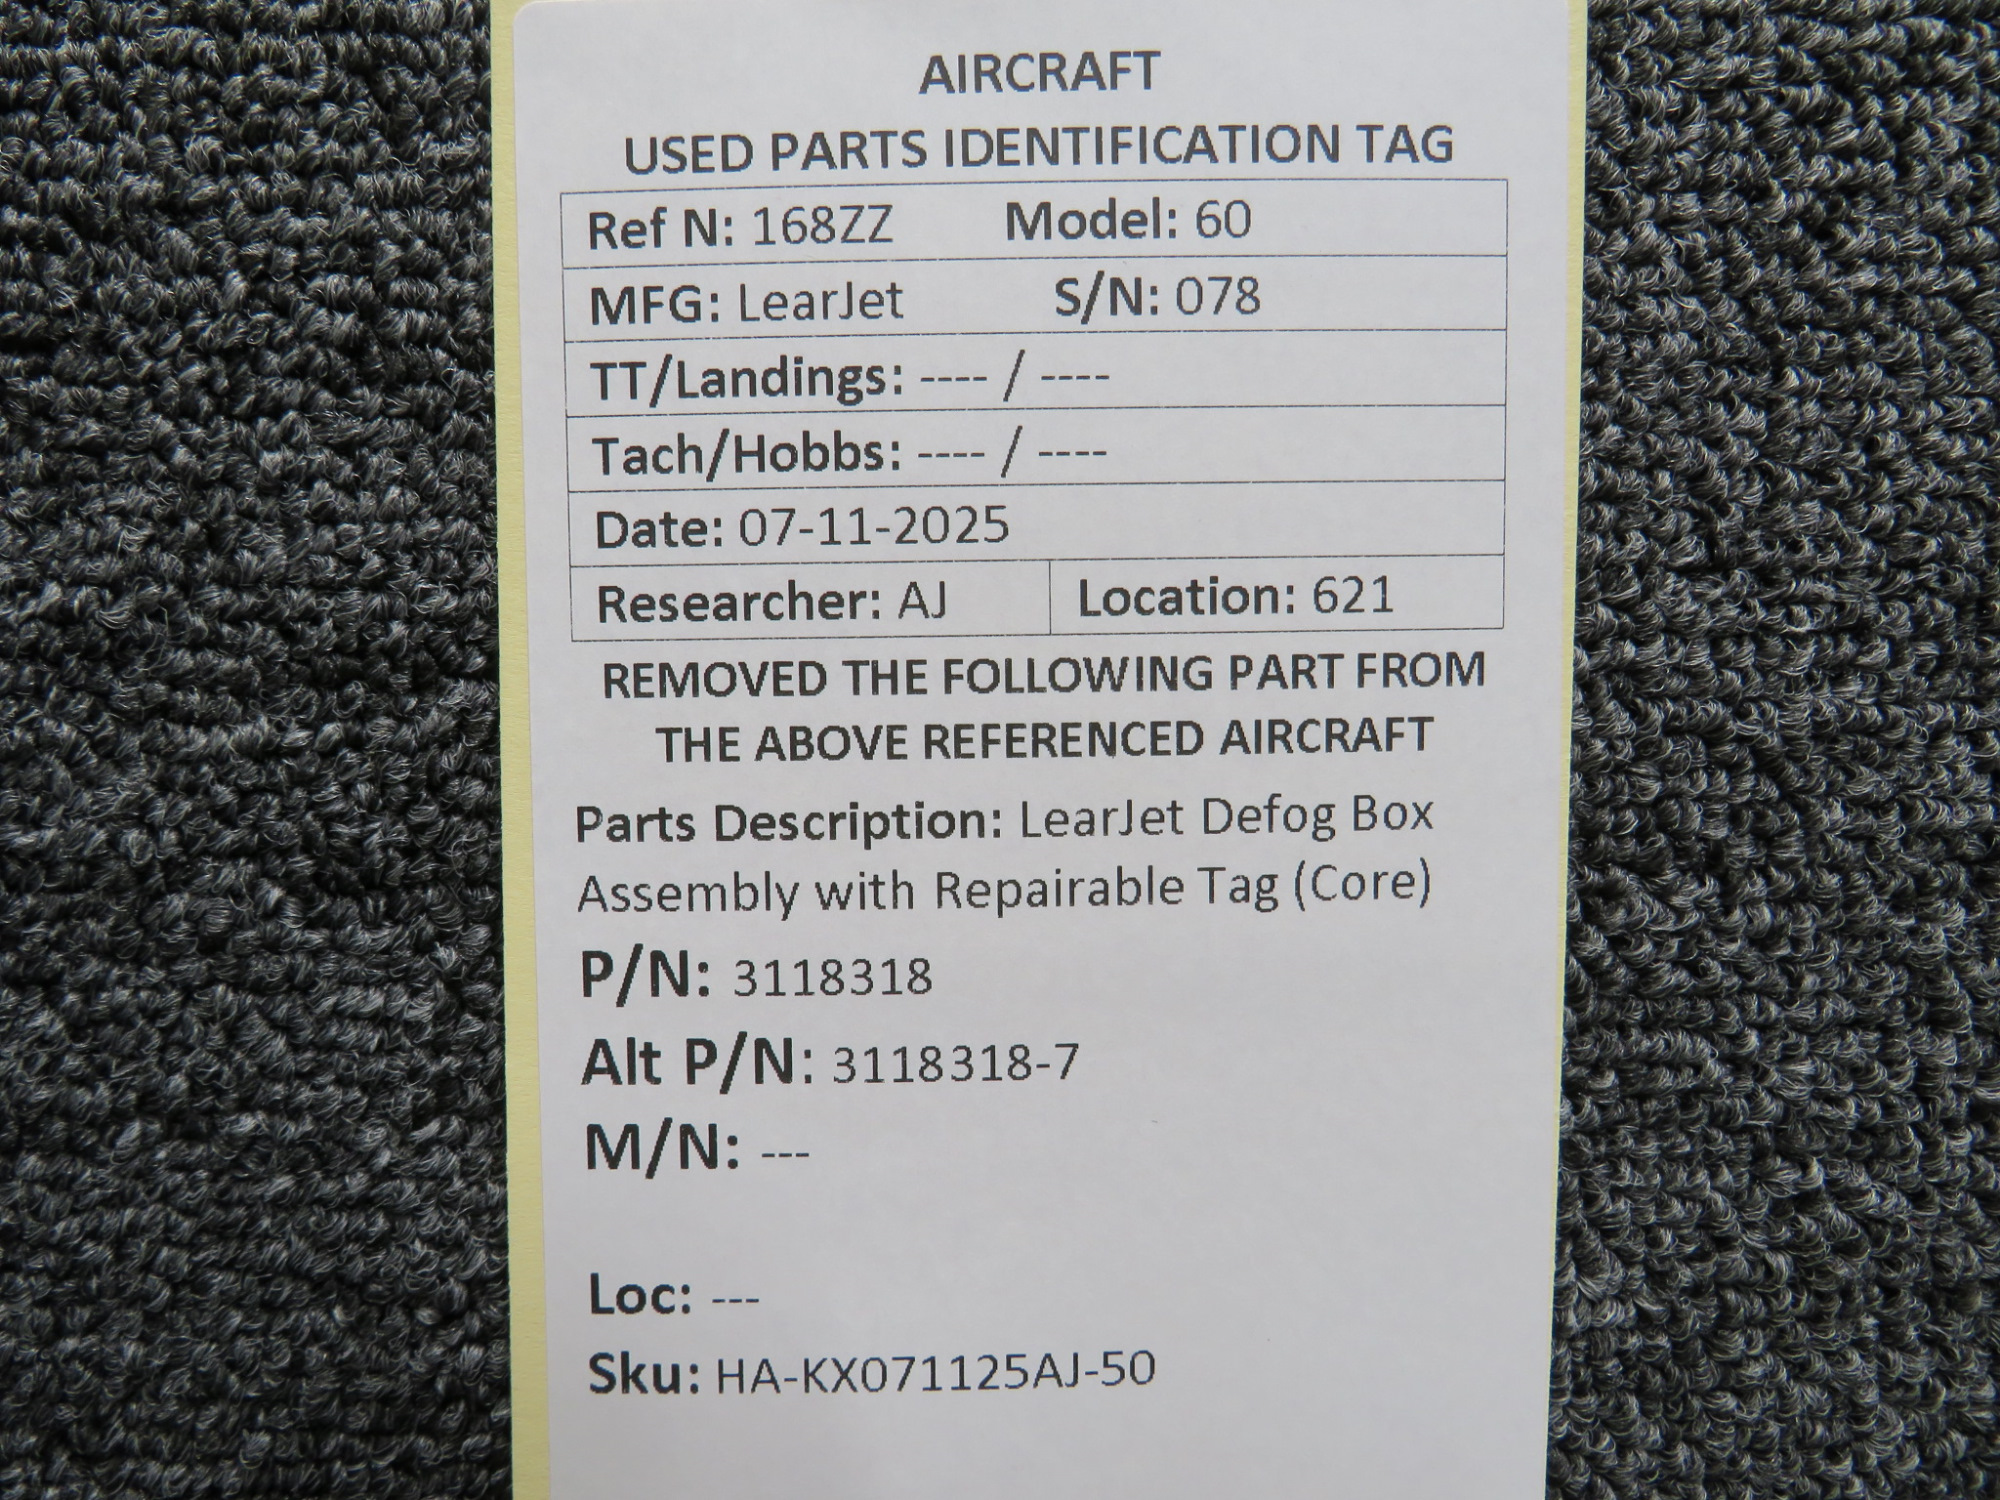 AIRCRAFT
USED PARTS IDENTIFICATION TAG
Ref N: 168ZZ Model: 60
MFG: LearJet S/N: 078
TT/Landings: ---- / ----
Tach/Hobbs: ---- / ----
Date: 07-11-2025
Researcher: AJ Location: 621
REMOVED THE FOLLOWING PART FROM
THE ABOVE REFERENCED AIRCRAFT
Parts Description: LearJet Defog Box
Assembly with Repairable Tag (Core)
P/N: 3118318
Alt P/N: 3118318-7
M/N: ---
Loc: ---
Sku: HA-KX071125AJ-50